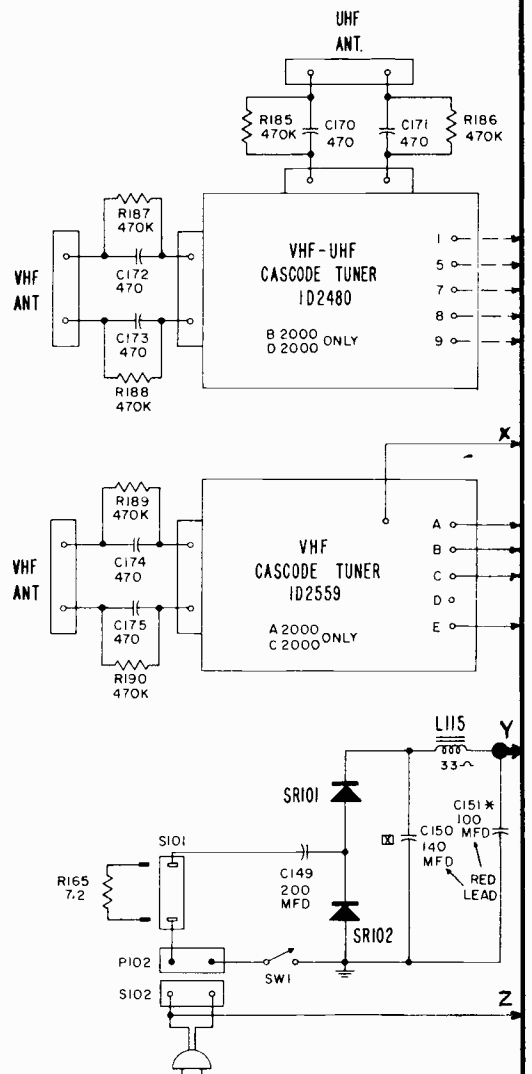 UHF
ANT.
R185
470K
C170
470
C171
470
R186
470K
R187
470K
C172
470
VHF
ANT
C173
470
R188
470K
VHF-UHF
CASCODE TUNER
ID2480
B 2000
D 2000 ONLY
1
5
7
8
9
X
R189
470K
C174
470
VHF
ANT
C175
470
R190
470K
VHF
CASCODE TUNER
ID2559
A 2000
C 2000 ONLY
A
B
C
D
E
L115
33
Y
SR101
S101
R165
7.2
C149
200
MFD
X
C150
140
MFD
C151*
100
MFD
RED
LEAD
SR102
P102
SW1
S102
Z